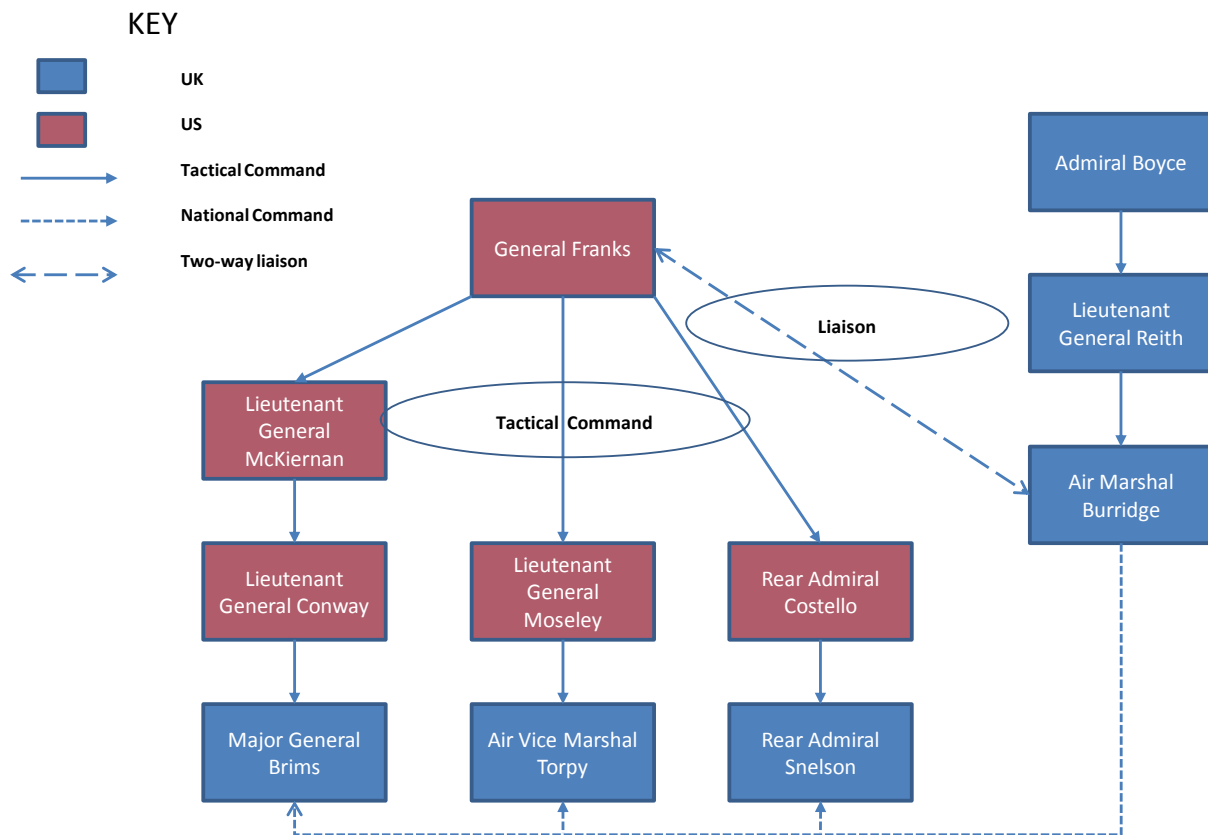 KEY
UK
US
Tactical Command
National Command
Two-way liaison
Admiral Boyce
General Franks
Lieutenant
General Reith
Liaison
Lieutenant
General
McKiernan
Tactical Command
Air Marshal
Burridge
Lieutenant
General Conway
Lieutenant
General
Moseley
Rear Admiral
Costello
Major General
Brims
Air Vice Marshal
Torpy
Rear Admiral
Snelson